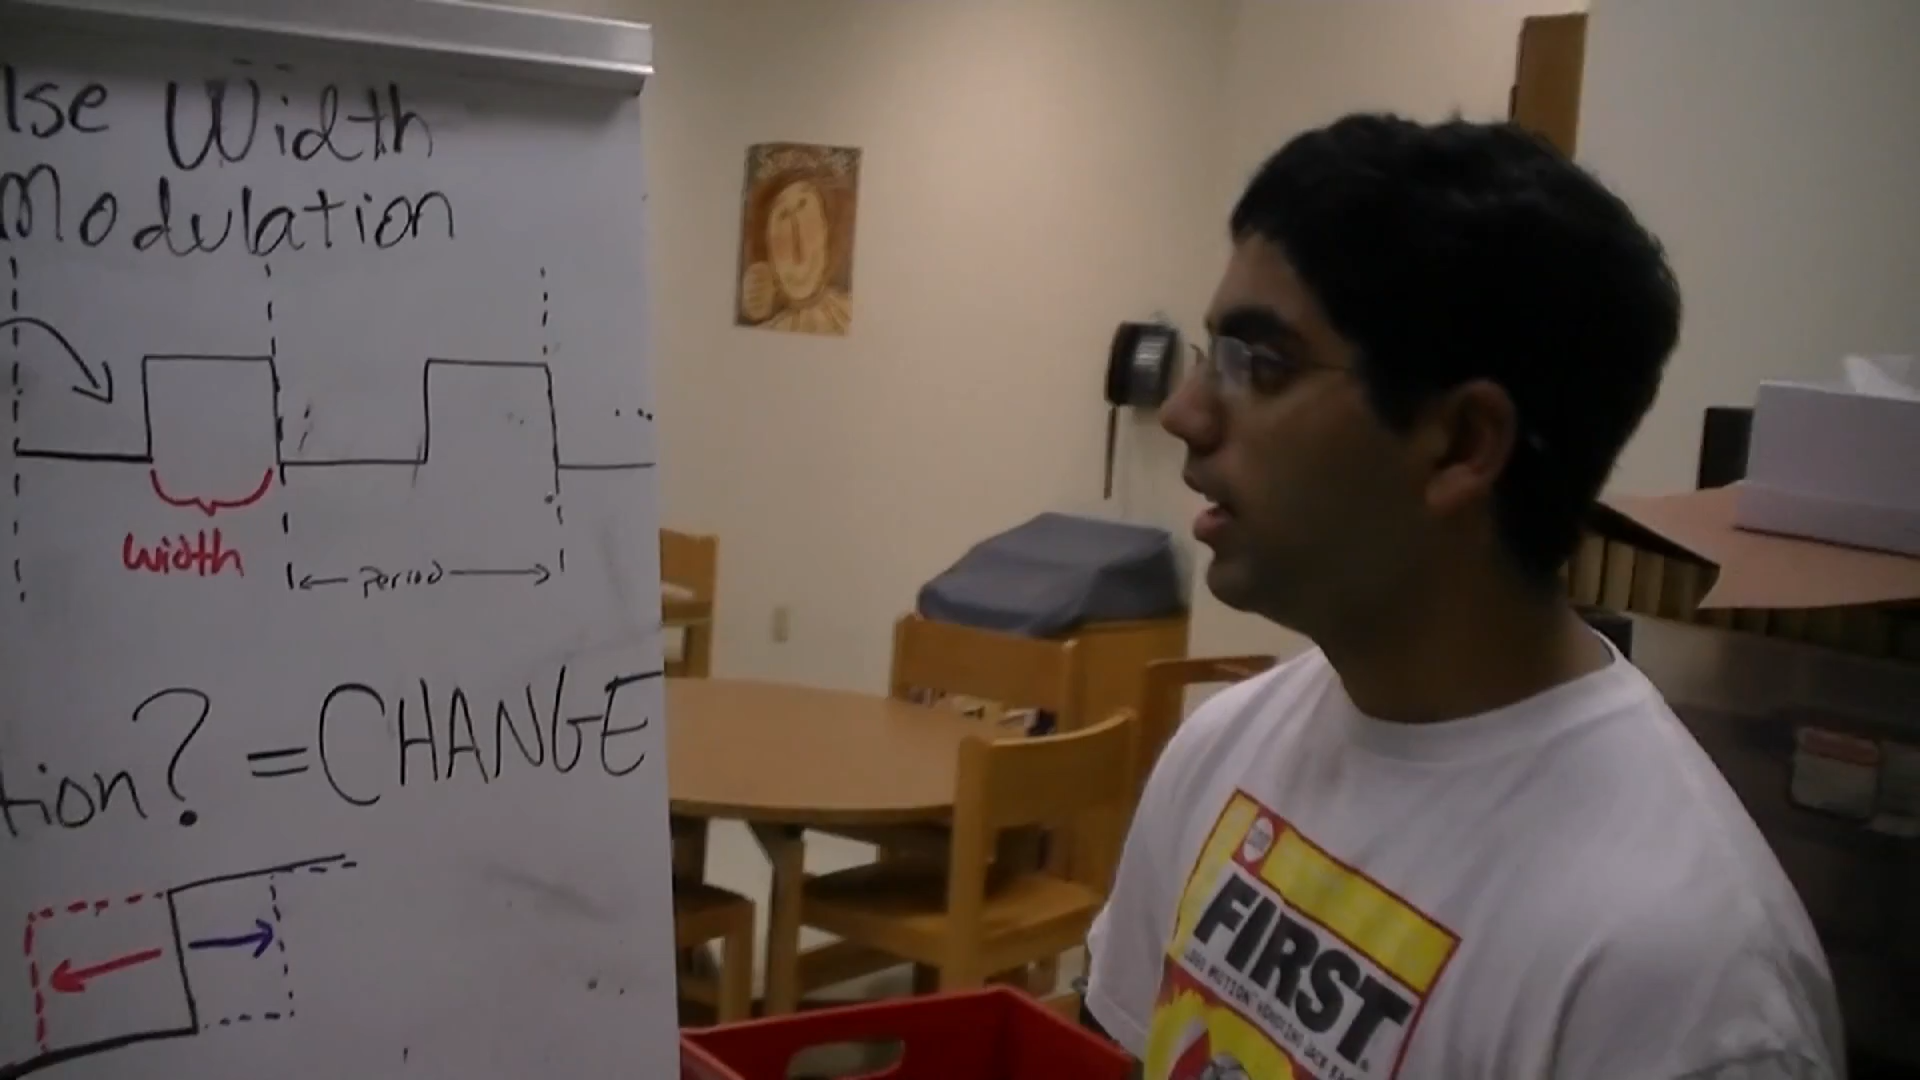 lse Width
Modulation
...
width
period
tion? = CHANGE
FIRST